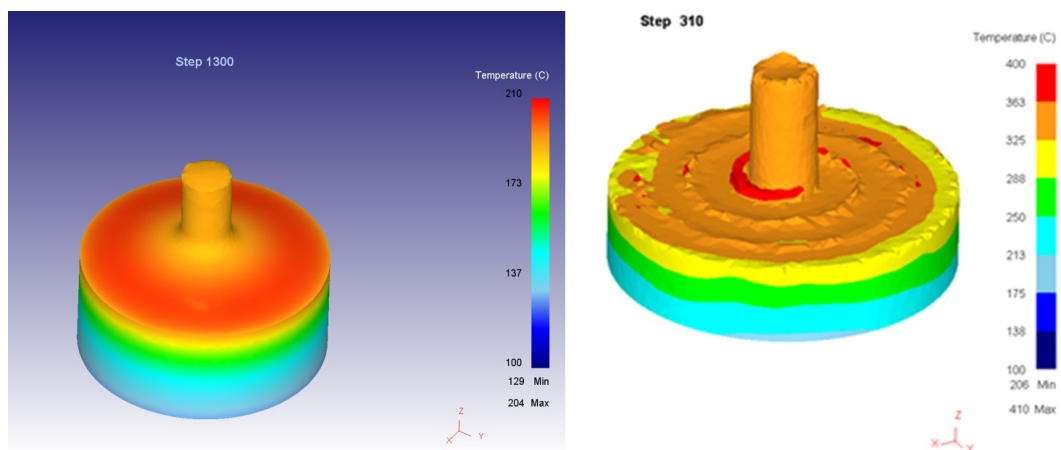 Step 1300
Temperature (C)
210
173
137
100
129 Min
204 Max
Z
X
Y
Step 310
Temperature (C)
400
363
325
288
250
213
175
138
100
206 Min
410 Max
Z
X
Y